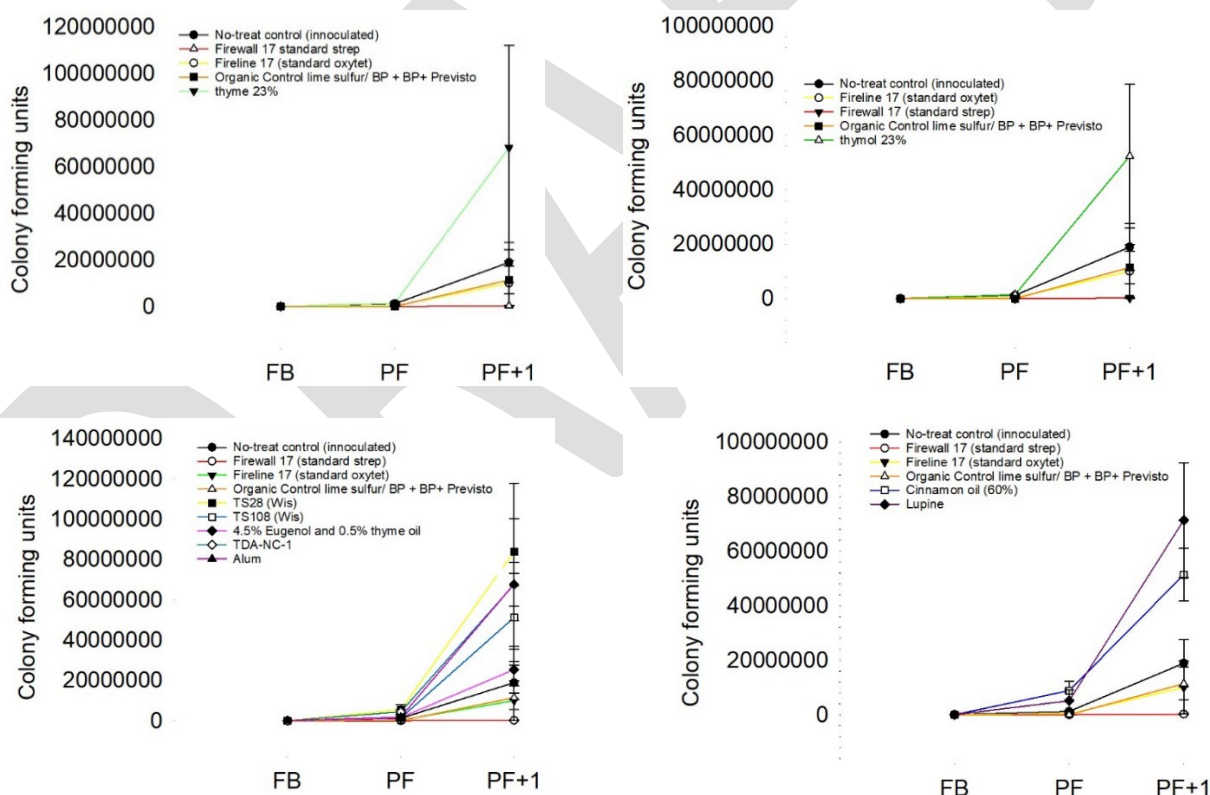 120000000
100000000
80000000
60000000
40000000
20000000
0
Colony forming units
No-treat control (innoculated)
Firewall 17 standard strep
Fireline 17 (standard oxytet)
Organic Control lime sulfur/ BP + BP+ Previsto
thyme 23%
FB PF PF+1
100000000
80000000
60000000
40000000
20000000
0
Colony forming units
No-treat control (innoculated)
Fireline 17 (standard oxytet)
Firewall 17 (standard strep)
Organic Control lime sulfur/ BP + BP+ Previsto
thymol 23%
FB PF PF+1
140000000
120000000
100000000
80000000
60000000
40000000
20000000
0
Colony forming units
No-treat control (innoculated)
Firewall 17 (standard strep)
Fireline 17 (standard oxytet)
Organic Control lime sulfur/ BP + BP+ Previsto
TS28 (Wis)
TS108 (Wis)
4.5% Eugenol and 0.5% thyme oil
TDA-NC-1
Alum
FB PF PF+1
100000000
80000000
60000000
40000000
20000000
0
Colony forming units
No-treat control (innoculated)
Firewall 17 (standard strep)
Fireline 17 (standard oxytet)
Organic Control lime sulfur/ BP + BP+ Previsto
Cinnamon oil (60%)
Lupine
FB PF PF+1